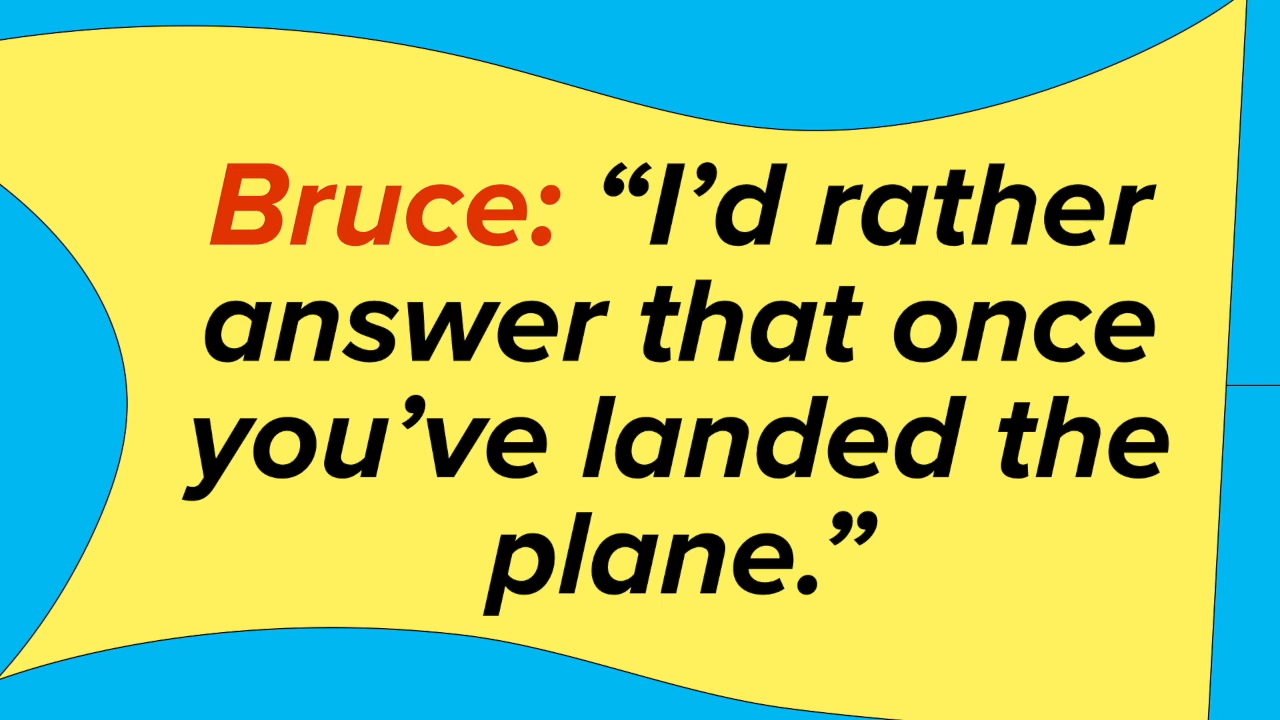 Bruce: “I’d rather
answer that once
you’ve landed the
plane.”